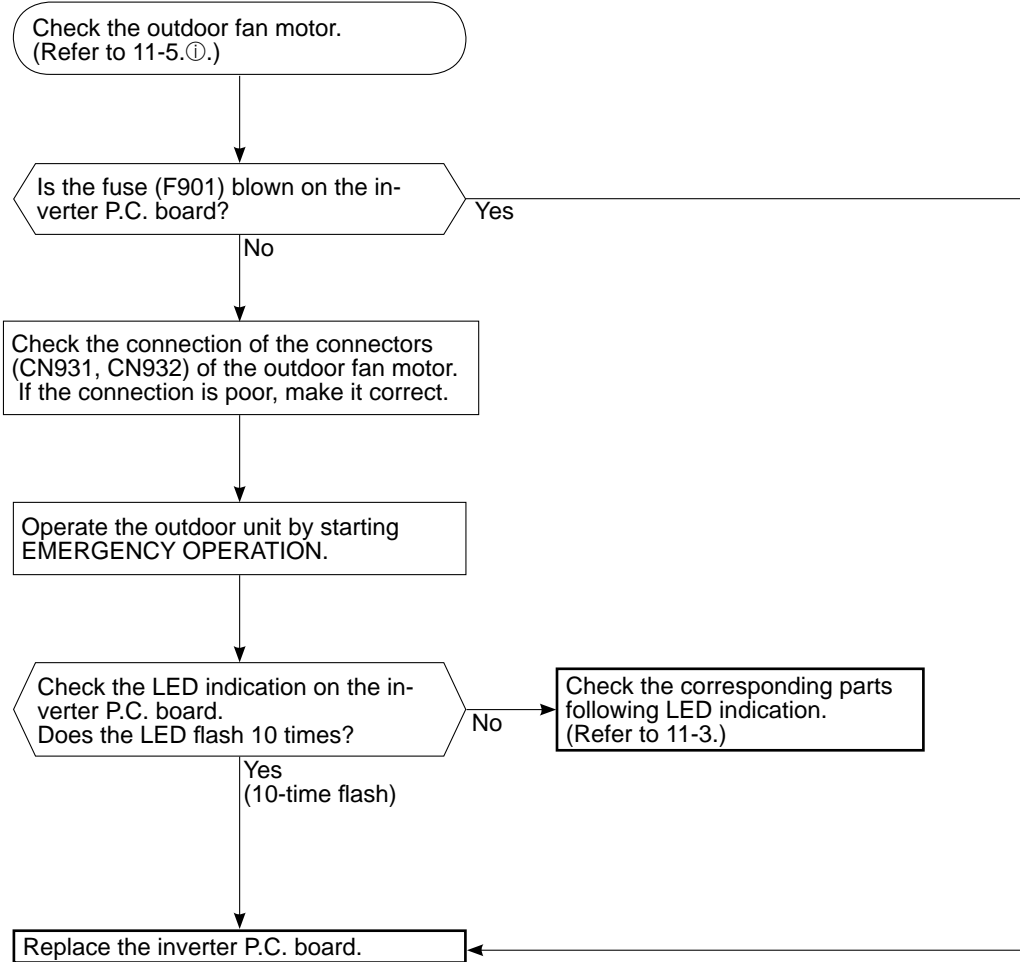 Check the outdoor fan motor.
(Refer to 11-5.ⓘ.)
Is the fuse (F901) blown on the in-
verter P.C. board?
Yes
No
Check the connection of the connectors
(CN931, CN932) of the outdoor fan motor.
If the connection is poor, make it correct.
Operate the outdoor unit by starting
EMERGENCY OPERATION.
Check the LED indication on the in-
verter P.C. board.
Does the LED flash 10 times?
No
Check the corresponding parts
following LED indication.
(Refer to 11-3.)
Yes
(10-time flash)
Replace the inverter P.C. board.